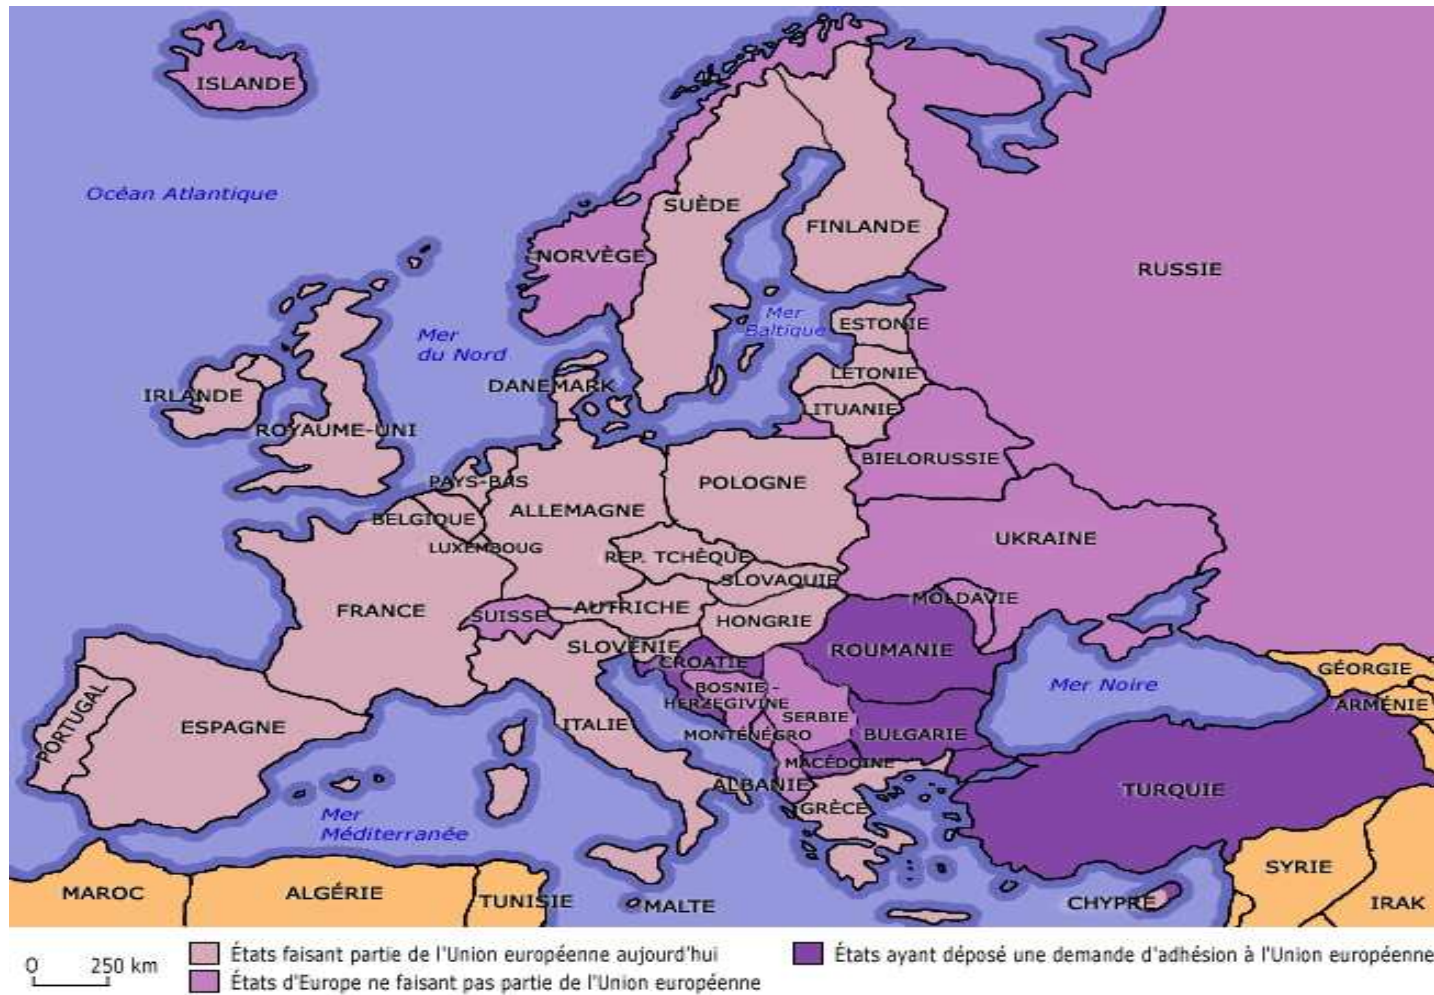 ISLANDE
Océan Atlantique
SUÈDE
FINLANDE
NORVÈGE
RUSSIE
Mer
du Nord
Mer
Baltique
ESTONIE
LETONIE
DANEMARK
IRLANDE
LITUANIE
ROYAUME-UNI
BIELORUSSIE
PAYS-BAS
POLOGNE
ALLEMAGNE
BELGIQUE
UKRAINE
LUXEMBOUG
REP. TCHÈQUE
SLOVAQUIE
MOLDAVIE
FRANCE
SUISSE
AUTRICHE
HONGRIE
SLOVÉNIE
ROUMANIE
CROATIE
GÉORGIE
Mer Noire
BOSNIE -
HERZEGIVINE
ARMÉNIE
PORTUGAL
ESPAGNE
ITALIE
SERBIE
MONTÉNÉGRO
BULGARIE
MACÉDOINE
ALBANIE
TURQUIE
GRÈCE
Mer
Méditerranée
SYRIE
MAROC
ALGÉRIE
TUNISIE
MALTE
CHYPRE
IRAK
0 250 km
États faisant partie de l'Union européenne aujourd'hui
États d'Europe ne faisant pas partie de l'Union européenne
États ayant déposé une demande d'adhésion à l'Union européenne